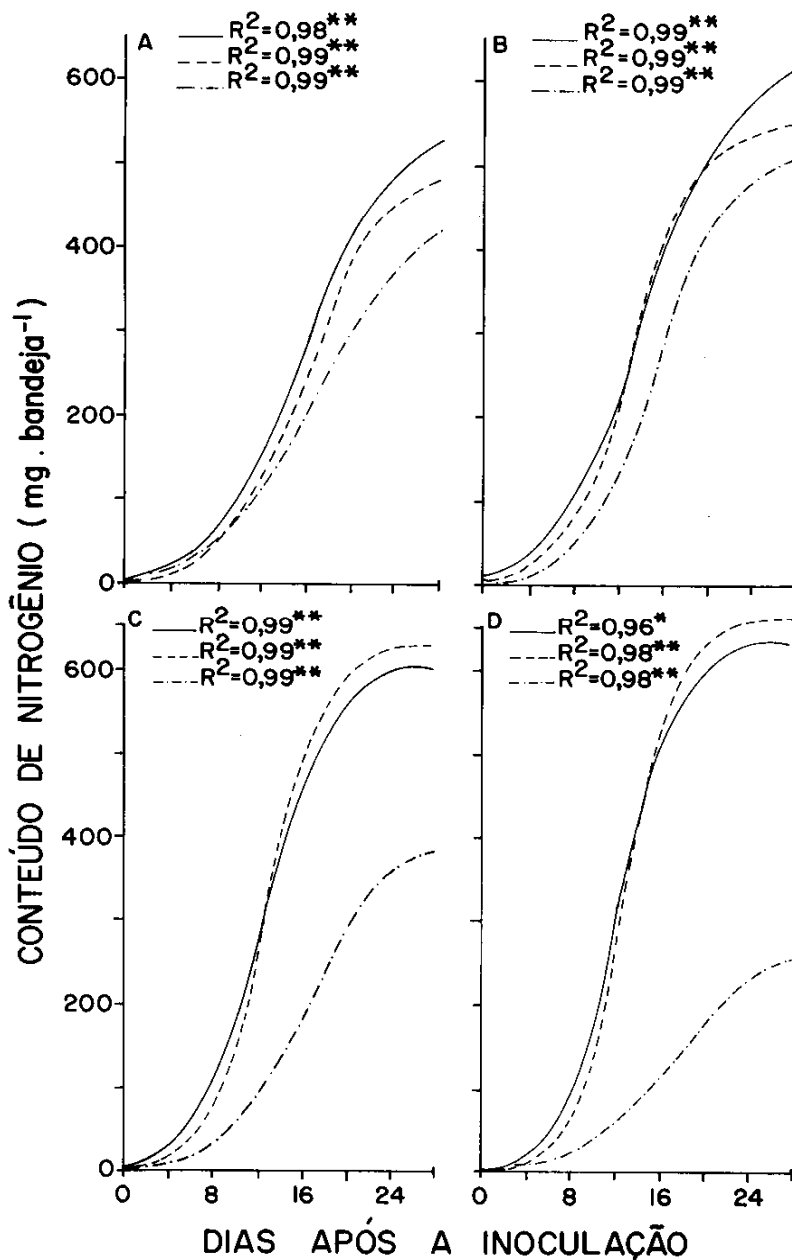 A
R²=0,98**
R²=0,99**
R²=0,99**
B
R²=0,99**
R²=0,99**
R²=0,99**
600
400
200
0
C
R²=0,99**
R²=0,99**
R²=0,99**
D
R²=0,96*
R²=0,98**
R²=0,98**
600
400
200
0
0 8 16 24
0 8 16 24
CONTEÚDO DE NITROGÊNIO (mg . bandeja⁻¹)
DIAS APÓS A INOCULAÇÃO